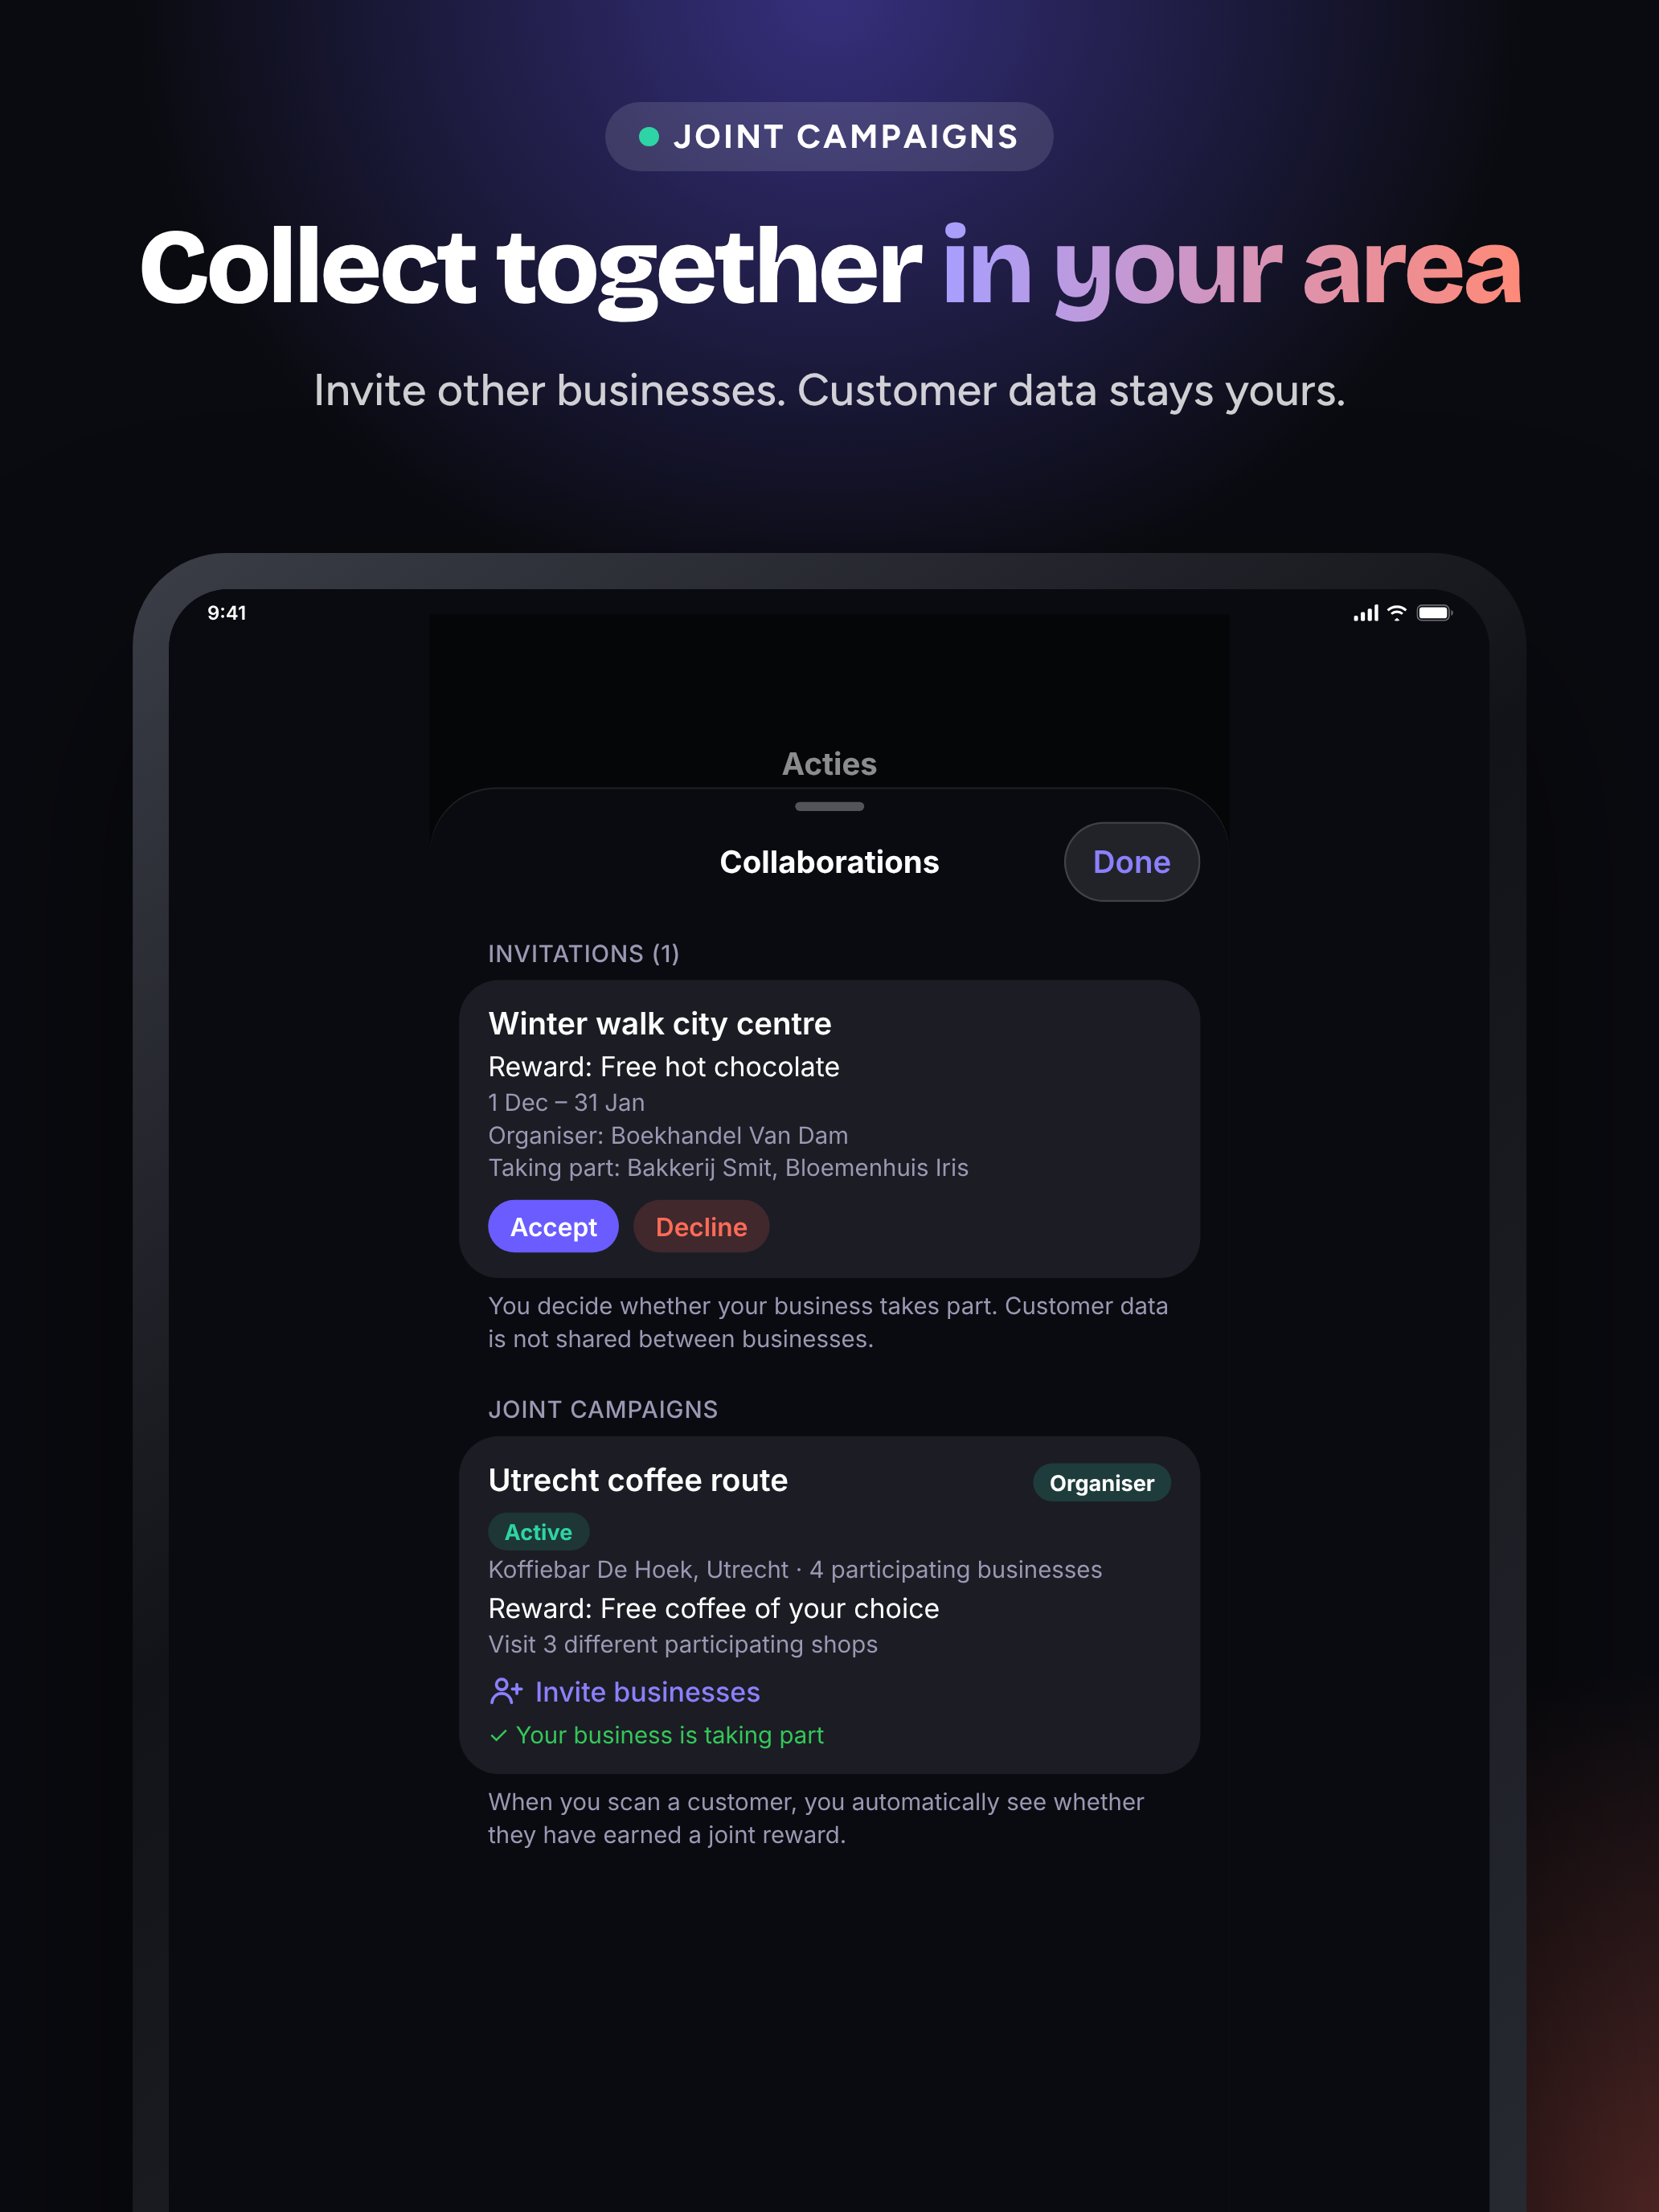 JOINT CAMPAIGNS
Collect together in your area
Invite other businesses. Customer data stays yours.
9:41
Acties
Collaborations
Done
INVITATIONS (1)
Winter walk city centre
Reward: Free hot chocolate
1 Dec – 31 Jan
Organiser: Boekhandel Van Dam
Taking part: Bakkerij Smit, Bloemenhuis Iris
Accept
Decline
You decide whether your business takes part. Customer data
is not shared between businesses.
JOINT CAMPAIGNS
Utrecht coffee route
Organiser
Active
Koffiebar De Hoek, Utrecht · 4 participating businesses
Reward: Free coffee of your choice
Visit 3 different participating shops
Invite businesses
✓ Your business is taking part
When you scan a customer, you automatically see whether
they have earned a joint reward.